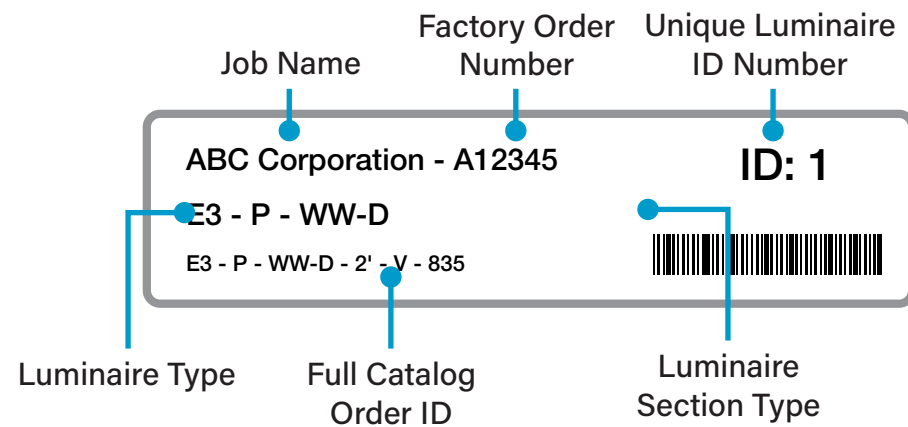 Job Name
Factory Order
Number
Unique Luminaire
ID Number
ABC Corporation - A12345
ID: 1
E3 - P - WW-D
E3 - P - WW-D - 2' - V - 835
Luminaire Type
Full Catalog
Order ID
Luminaire
Section Type